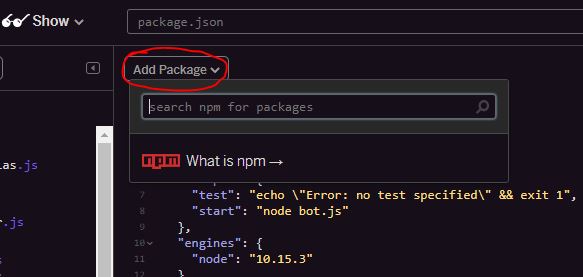 Show
package.json
Add Package
search npm for packages
as.js
npm What is npm →
7 "test": "echo \"Error: no test specified\" && exit 1",
8 "start": "node bot.js"
r.js
9 },
10 "engines": {
11 "node": "10.15.3"
12 }